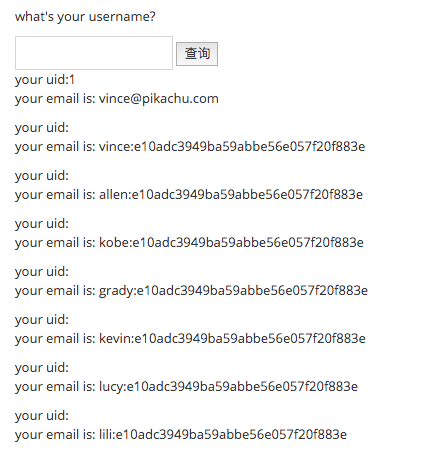 what's your username?
查询
your uid:1
your email is: vince@pikachu.com
your uid:
your email is: vince:e10adc3949ba59abbe56e057f20f883e
your uid:
your email is: allen:e10adc3949ba59abbe56e057f20f883e
your uid:
your email is: kobe:e10adc3949ba59abbe56e057f20f883e
your uid:
your email is: grady:e10adc3949ba59abbe56e057f20f883e
your uid:
your email is: kevin:e10adc3949ba59abbe56e057f20f883e
your uid:
your email is: lucy:e10adc3949ba59abbe56e057f20f883e
your uid:
your email is: lili:e10adc3949ba59abbe56e057f20f883e